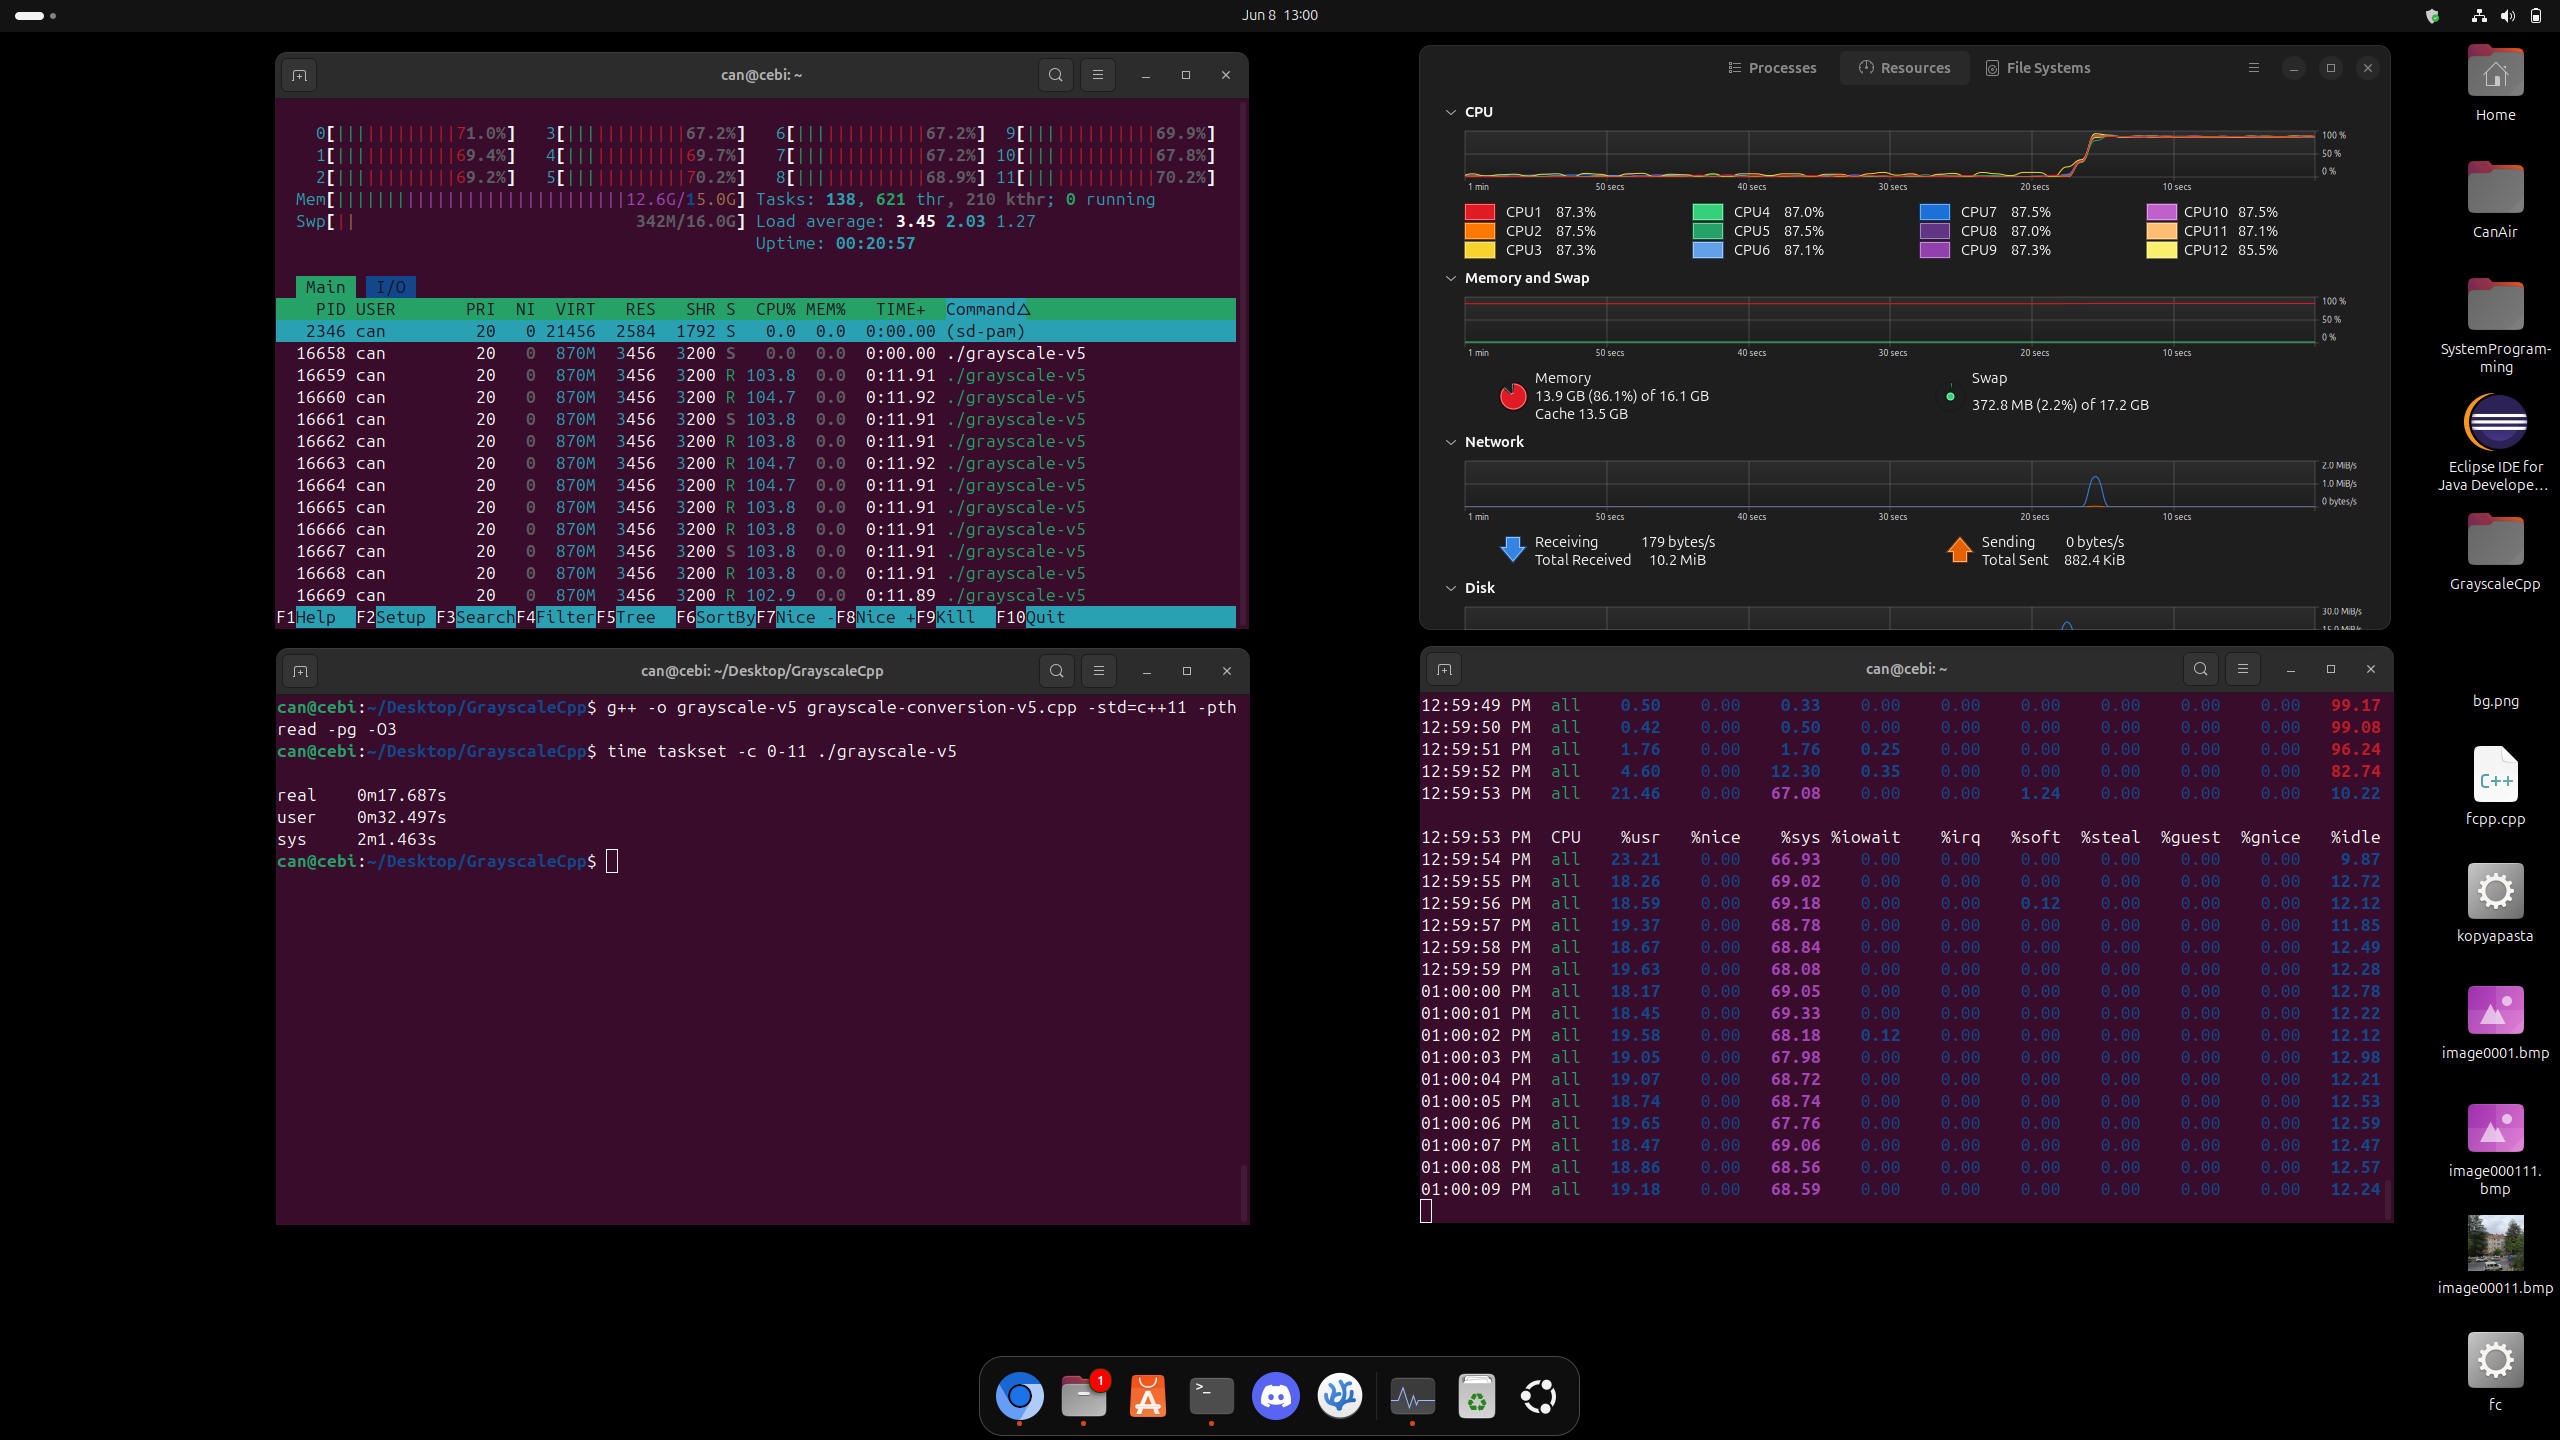 Jun 8 13:00
can@cebi: ~
0[71.0%] 3[67.2%] 6[67.2%] 9[69.9%]
1[69.4%] 4[69.7%] 7[67.2%] 10[67.8%]
2[69.2%] 5[70.2%] 8[68.9%] 11[70.2%]
Mem[12.6G/15.0G] Tasks: 138, 621 thr, 210 kthr; 0 running
Swp[342M/16.0G] Load average: 3.45 2.03 1.27
Uptime: 00:20:57
Main I/O
PID USER PRI NI VIRT RES SHR S CPU% MEM% TIME+ Command△
2346 can 20 0 21456 2584 1792 S 0.0 0.0 0:00.00 (sd-pam)
16658 can 20 0 870M 3456 3200 S 0.0 0.0 0:00.00 ./grayscale-v5
16659 can 20 0 870M 3456 3200 R 103.8 0.0 0:11.91 ./grayscale-v5
16660 can 20 0 870M 3456 3200 R 104.7 0.0 0:11.92 ./grayscale-v5
16661 can 20 0 870M 3456 3200 S 103.8 0.0 0:11.91 ./grayscale-v5
16662 can 20 0 870M 3456 3200 R 103.8 0.0 0:11.91 ./grayscale-v5
16663 can 20 0 870M 3456 3200 R 104.7 0.0 0:11.92 ./grayscale-v5
16664 can 20 0 870M 3456 3200 R 104.7 0.0 0:11.91 ./grayscale-v5
16665 can 20 0 870M 3456 3200 R 103.8 0.0 0:11.91 ./grayscale-v5
16666 can 20 0 870M 3456 3200 R 103.8 0.0 0:11.91 ./grayscale-v5
16667 can 20 0 870M 3456 3200 S 103.8 0.0 0:11.91 ./grayscale-v5
16668 can 20 0 870M 3456 3200 R 103.8 0.0 0:11.91 ./grayscale-v5
16669 can 20 0 870M 3456 3200 R 102.9 0.0 0:11.89 ./grayscale-v5
F1Help F2Setup F3SearchF4FilterF5Tree F6SortByF7Nice -F8Nice +F9Kill F10Quit
Processes Resources File Systems
CPU
100 %
50 %
0 %
1 min 50 secs 40 secs 30 secs 20 secs 10 secs
CPU1 87.3% CPU4 87.0% CPU7 87.5% CPU10 87.5%
CPU2 87.5% CPU5 87.5% CPU8 87.0% CPU11 87.1%
CPU3 87.3% CPU6 87.1% CPU9 87.3% CPU12 85.5%
Memory and Swap
100 %
50 %
0 %
1 min 50 secs 40 secs 30 secs 20 secs 10 secs
Memory
13.9 GB (86.1%) of 16.1 GB
Cache 13.5 GB
Swap
372.8 MB (2.2%) of 17.2 GB
Network
2.0 MiB/s
1.0 MiB/s
0 bytes/s
1 min 50 secs 40 secs 30 secs 20 secs 10 secs
Receiving 179 bytes/s
Total Received 10.2 MiB
Sending 0 bytes/s
Total Sent 882.4 KiB
Disk
30.0 MiB/s
15.0 MiB/s
can@cebi: ~/Desktop/GrayscaleCpp
can@cebi:~/Desktop/GrayscaleCpp$ g++ -o grayscale-v5 grayscale-conversion-v5.cpp -std=c++11 -pth
read -pg -O3
can@cebi:~/Desktop/GrayscaleCpp$ time taskset -c 0-11 ./grayscale-v5
real 0m17.687s
user 0m32.497s
sys 2m1.463s
can@cebi:~/Desktop/GrayscaleCpp$
can@cebi: ~
12:59:49 PM all 0.50 0.00 0.33 0.00 0.00 0.00 0.00 0.00 0.00 99.17
12:59:50 PM all 0.42 0.00 0.50 0.00 0.00 0.00 0.00 0.00 0.00 99.08
12:59:51 PM all 1.76 0.00 1.76 0.25 0.00 0.00 0.00 0.00 0.00 96.24
12:59:52 PM all 4.60 0.00 12.30 0.35 0.00 0.00 0.00 0.00 0.00 82.74
12:59:53 PM all 21.46 0.00 67.08 0.00 0.00 1.24 0.00 0.00 0.00 10.22
12:59:53 PM CPU %usr %nice %sys %iowait %irq %soft %steal %guest %gnice %idle
12:59:54 PM all 23.21 0.00 66.93 0.00 0.00 0.00 0.00 0.00 0.00 9.87
12:59:55 PM all 18.26 0.00 69.02 0.00 0.00 0.00 0.00 0.00 0.00 12.72
12:59:56 PM all 18.59 0.00 69.18 0.00 0.00 0.12 0.00 0.00 0.00 12.12
12:59:57 PM all 19.37 0.00 68.78 0.00 0.00 0.00 0.00 0.00 0.00 11.85
12:59:58 PM all 18.67 0.00 68.84 0.00 0.00 0.00 0.00 0.00 0.00 12.49
12:59:59 PM all 19.63 0.00 68.08 0.00 0.00 0.00 0.00 0.00 0.00 12.28
01:00:00 PM all 18.17 0.00 69.05 0.00 0.00 0.00 0.00 0.00 0.00 12.78
01:00:01 PM all 18.45 0.00 69.33 0.00 0.00 0.00 0.00 0.00 0.00 12.22
01:00:02 PM all 19.58 0.00 68.18 0.12 0.00 0.00 0.00 0.00 0.00 12.12
01:00:03 PM all 19.05 0.00 67.98 0.00 0.00 0.00 0.00 0.00 0.00 12.98
01:00:04 PM all 19.07 0.00 68.72 0.00 0.00 0.00 0.00 0.00 0.00 12.21
01:00:05 PM all 18.74 0.00 68.74 0.00 0.00 0.00 0.00 0.00 0.00 12.53
01:00:06 PM all 19.65 0.00 67.76 0.00 0.00 0.00 0.00 0.00 0.00 12.59
01:00:07 PM all 18.47 0.00 69.06 0.00 0.00 0.00 0.00 0.00 0.00 12.47
01:00:08 PM all 18.86 0.00 68.56 0.00 0.00 0.00 0.00 0.00 0.00 12.57
01:00:09 PM all 19.18 0.00 68.59 0.00 0.00 0.00 0.00 0.00 0.00 12.24
Home
CanAir
SystemProgram-
ming
Eclipse IDE for
Java Develope...
GrayscaleCpp
bg.png
C++
fcpp.cpp
kopyapasta
image0001.bmp
image000111.
bmp
image00011.bmp
fc
1